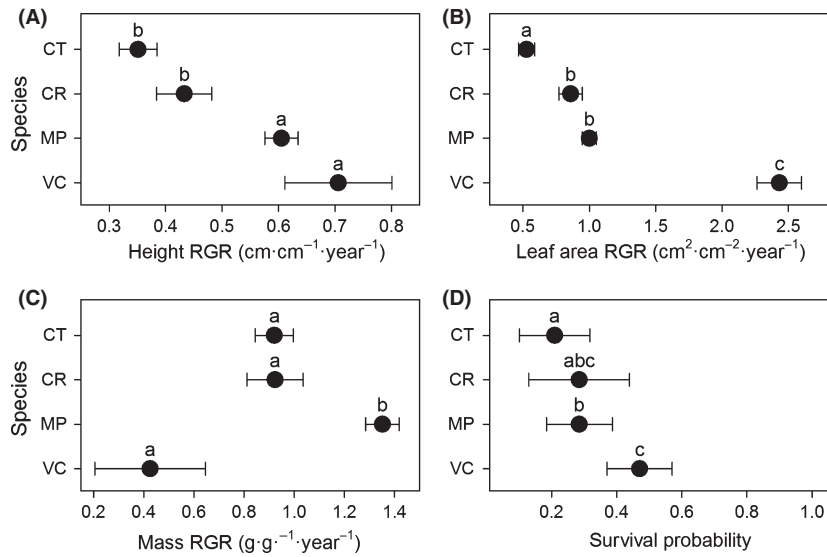 (A)
b
CT
b
CR
a
MP
a
VC
Species
0.3 0.4 0.5 0.6 0.7 0.8
Height RGR (cm·cm⁻¹·year⁻¹)
(B)
a
CT
b
CR
b
MP
c
VC
0.5 1.0 1.5 2.0 2.5
Leaf area RGR (cm²·cm⁻²·year⁻¹)
(C)
a
CT
a
CR
b
MP
a
VC
Species
0.2 0.4 0.6 0.8 1.0 1.2 1.4
Mass RGR (g·g·⁻¹·year⁻¹)
(D)
a
CT
abc
CR
b
MP
c
VC
0.2 0.4 0.6 0.8 1.0
Survival probability